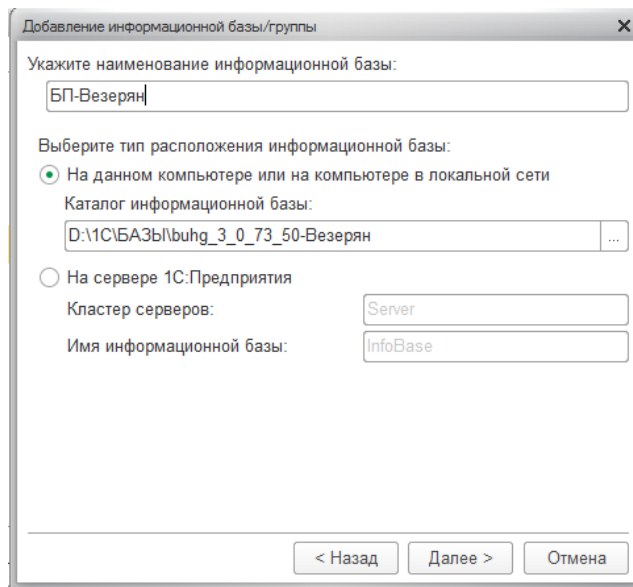 Добавление информационной базы/группы
Укажите наименование информационной базы:
БП-Везерян
Выберите тип расположения информационной базы:
На данном компьютере или на компьютере в локальной сети
Каталог информационной базы:
D:\1С\БАЗЫ\buhg_3_0_73_50-Везерян
...
На сервере 1С:Предприятия
Кластер серверов: Server
Имя информационной базы: InfoBase
< Назад Далее > Отмена